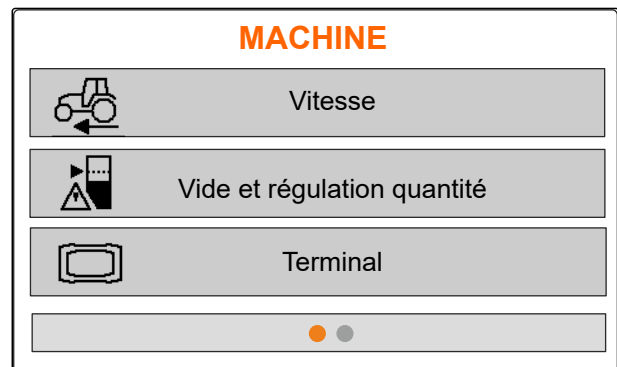 MACHINE
Vitesse
Vide et régulation quantité
Terminal